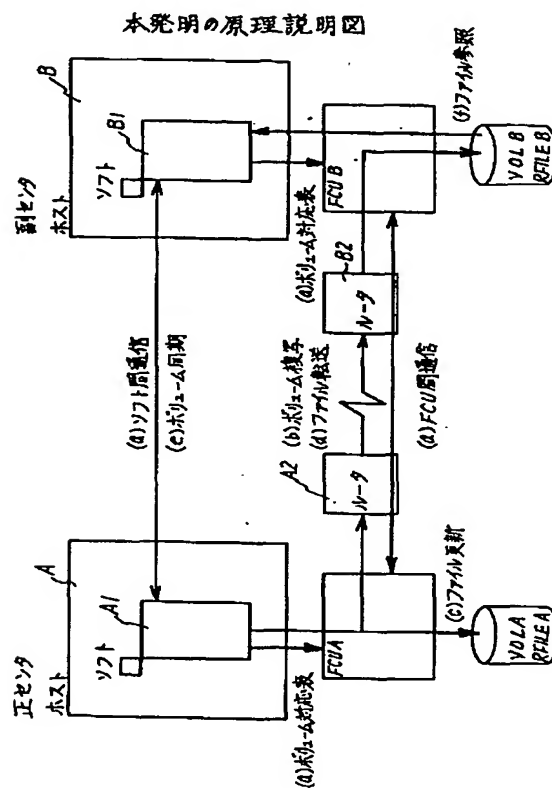 本発明の原理説明図
正センタ
ホスト
A
ソフト
A1
(a)ソフト間通信
(e)ボリューム同期
副センタ
ホスト
B
ソフト
B1
(a)ボリューム対応表
FCUA
A2
ルータ
(b)ボリューム複写
(d)ファイル転送
ルータ
B2
(a)ボリューム対応表
FCU B
(a)FCU間通信
(c)ファイル更新
(f)ファイル参照
VOLA
RFILEA
VOL B
RFILE B